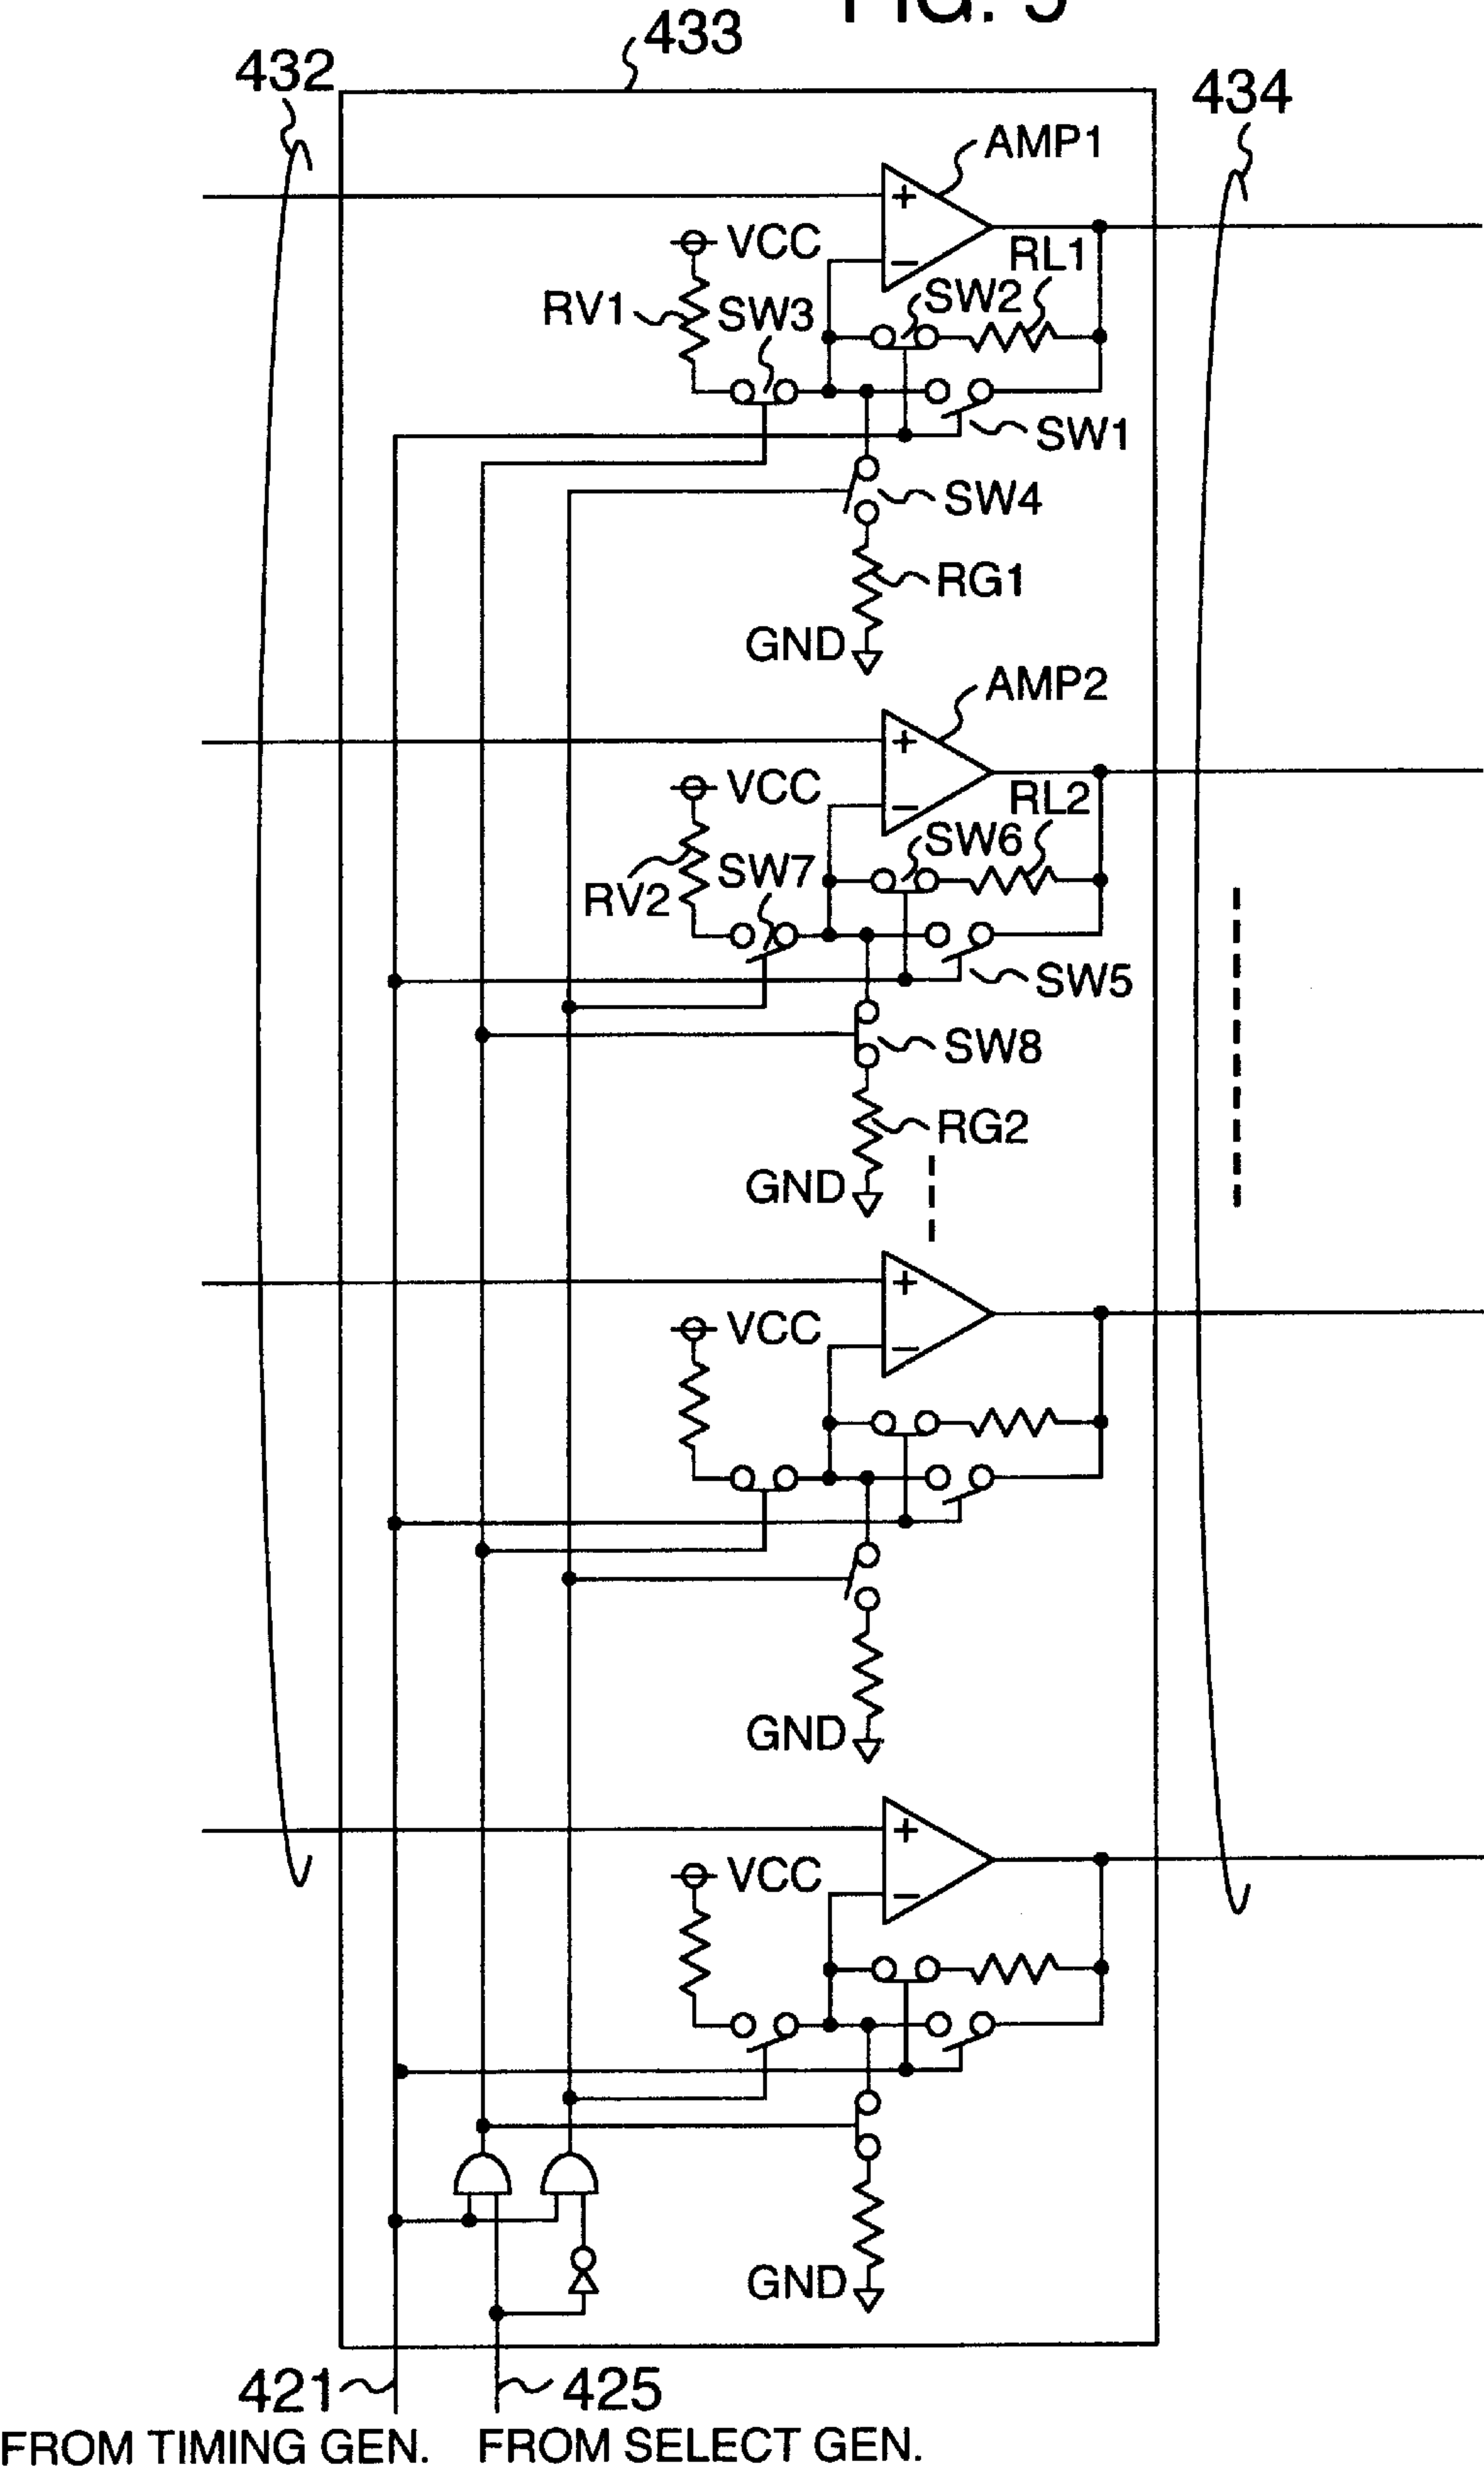 FIG. 5
433
432
434
AMP1
+
VCC
−
RL1
SW2
RV1
SW3
SW1
SW4
RG1
GND
AMP2
+
VCC
−
RL2
SW6
SW7
RV2
SW5
SW8
RG2
GND
+
VCC
−
GND
+
VCC
−
GND
421
425
FROM TIMING GEN.
FROM SELECT GEN.